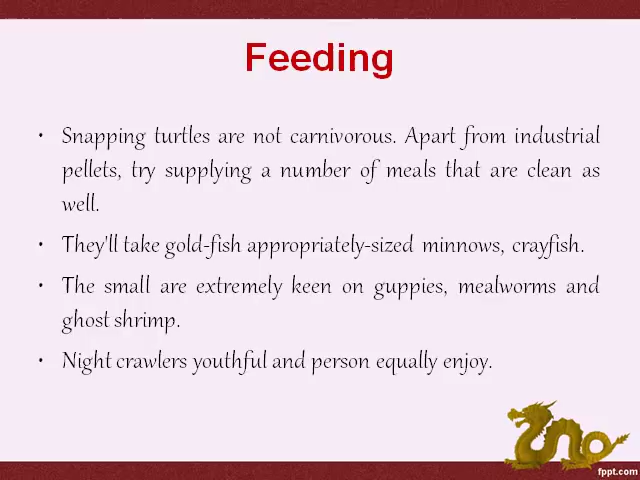 Feeding
• Snapping turtles are not carnivorous. Apart from industrial
pellets, try supplying a number of meals that are clean as
well.
• They'll take gold-fish appropriately-sized minnows, crayfish.
• The small are extremely keen on guppies, mealworms and
ghost shrimp.
• Night crawlers youthful and person equally enjoy.
fppt.com